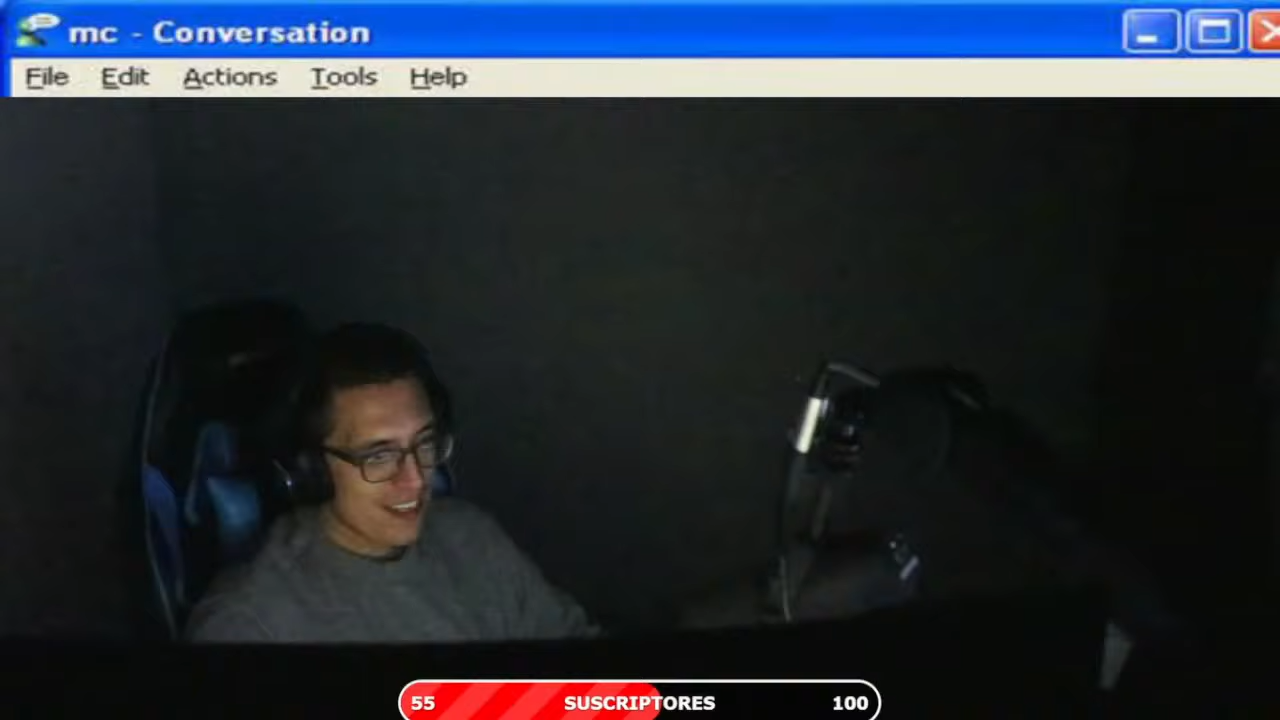 mc - Conversation
File Edit Actions Tools Help
55 SUSCRIPTORES 100